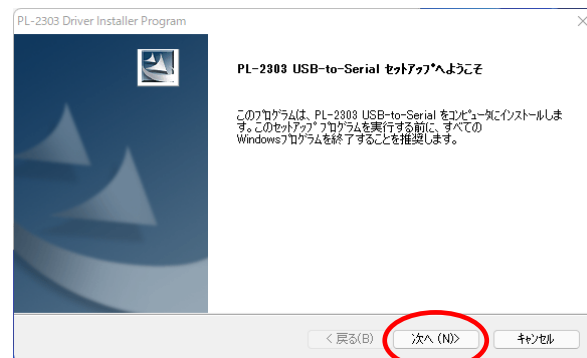 PL-2303 Driver Installer Program
PL-2303 USB-to-Serial ｾｯﾄｱｯﾌﾟへようこそ
このﾌﾟﾛｸﾞﾗﾑは、PL-2303 USB-to-Serial をｺﾝﾋﾟｭｰﾀにｲﾝｽﾄｰﾙしま
す。このｾｯﾄｱｯﾌﾟ ﾌﾟﾛｸﾞﾗﾑを実行する前に、すべての
Windowsﾌﾟﾛｸﾞﾗﾑを終了することを推奨します。
< 戻る(B)
次へ (N)>
ｷｬﾝｾﾙ